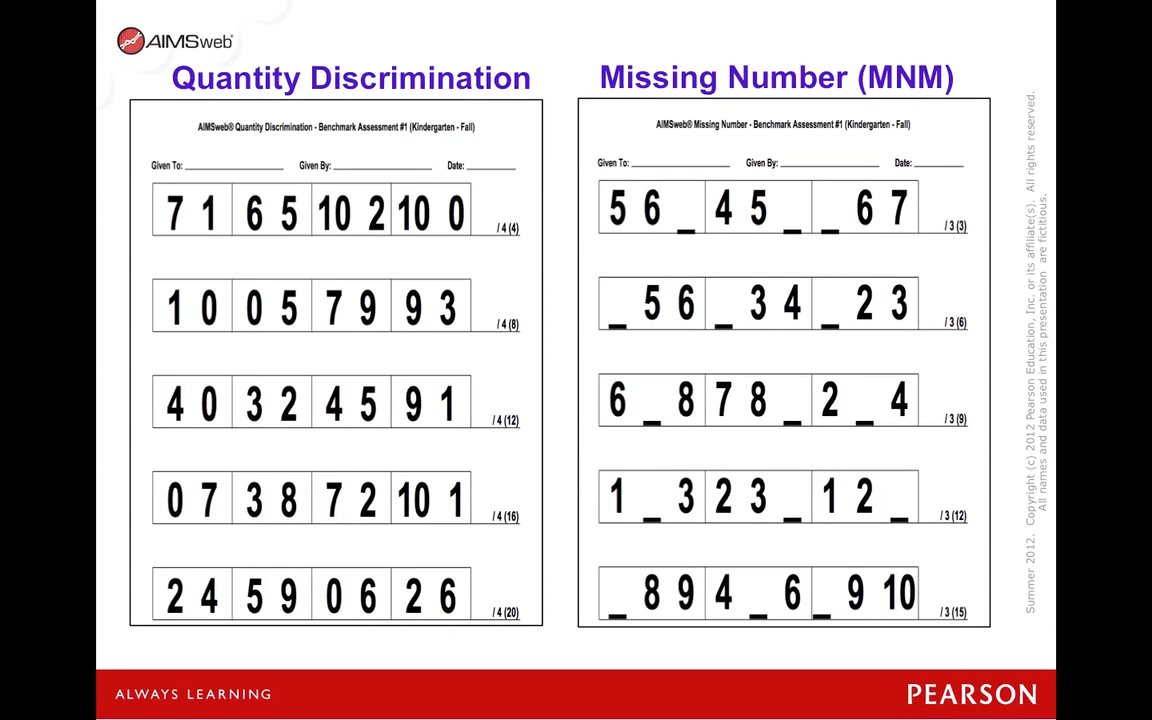 AIMSweb®
Quantity Discrimination
AIMSweb® Quantity Discrimination - Benchmark Assessment #1 (Kindergarten - Fall)
Given To: ____________ Given By: ____________ Date: ______
7 1 6 5 10 2 10 0 / 4 (4)
1 0 0 5 7 9 9 3 / 4 (8)
4 0 3 2 4 5 9 1 / 4 (12)
0 7 3 8 7 2 10 1 / 4 (16)
2 4 5 9 0 6 2 6 / 4 (20)
Missing Number (MNM)
AIMSweb® Missing Number - Benchmark Assessment #1 (Kindergarten - Fall)
Given To: ____________ Given By: ____________ Date: ______
5 6 _ 4 5 _ _ 6 7 / 3 (3)
_ 5 6 _ 3 4 _ 2 3 / 3 (6)
6 _ 8 7 8 _ 2 _ 4 / 3 (9)
1 _ 3 2 3 _ 1 2 _ / 3 (12)
_ 8 9 4 _ 6 _ 9 10 / 3 (15)
Summer 2012. Copyright (c) 2012 Pearson Education, Inc. or its affiliate(s). All rights reserved.
All names and data used in this presentation are fictitious.
ALWAYS LEARNING
PEARSON